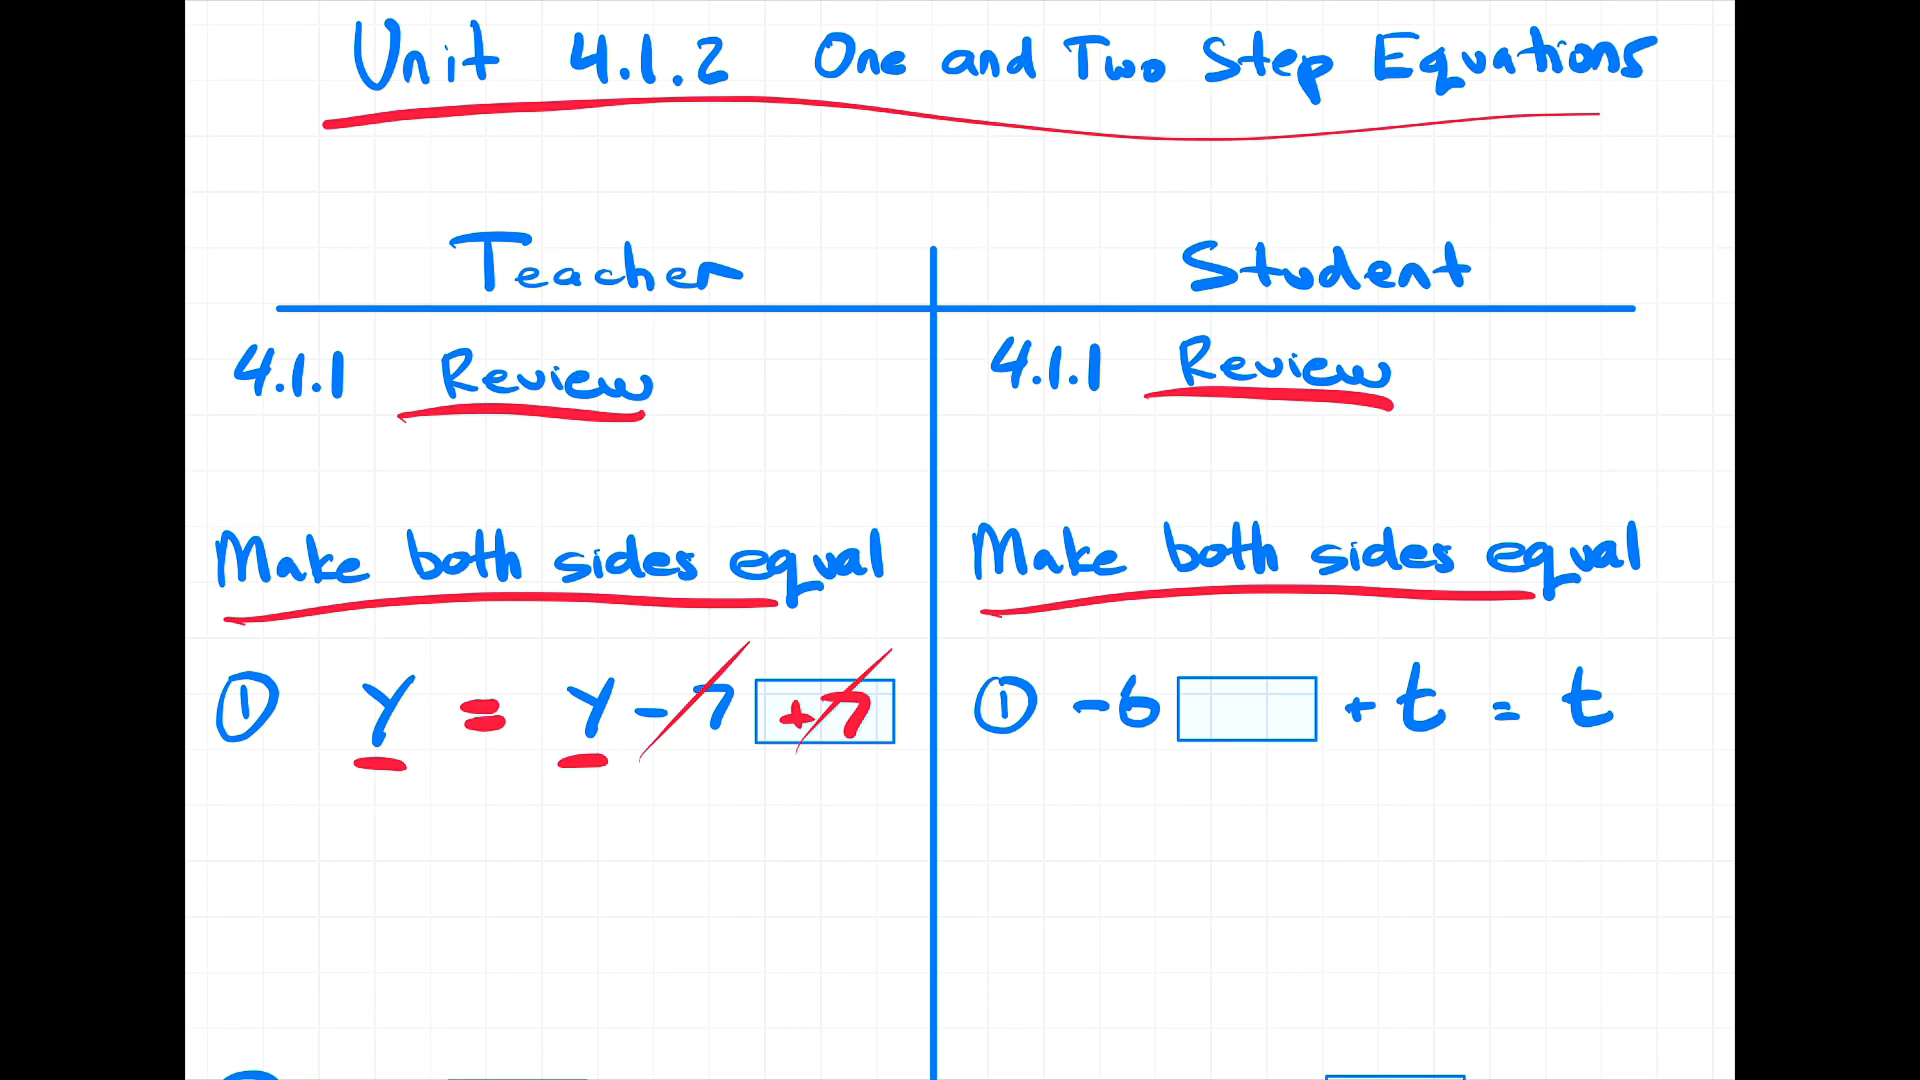 Unit 4.1.2 One and Two Step Equations
Teacher
Student
4.1.1 Review
4.1.1 Review
Make both sides equal
Make both sides equal
① y = y - 7 + 7
① -6 + t = t